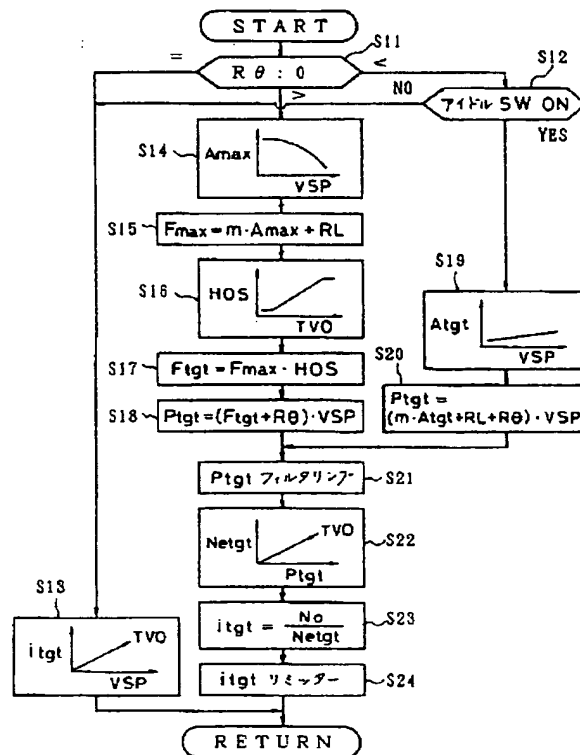 START
S11
= Rθ : 0 <
>
S12
NO
アイドル SW ON
YES
S14
Amax
VSP
S15
Fmax = m·Amax + RL
S16
HOS
TVO
S17
Ftgt = Fmax · HOS
S18
Ptgt = (Ftgt + Rθ) · VSP
S19
Atgt
VSP
S20
Ptgt =
(m·Atgt + RL + Rθ) · VSP
Ptgt フィルタリング
S21
Netgt
TVO
Ptgt
S22
S13
itgt
TVO
VSP
itgt = No / Netgt
S23
itgt リミッター
S24
RETURN